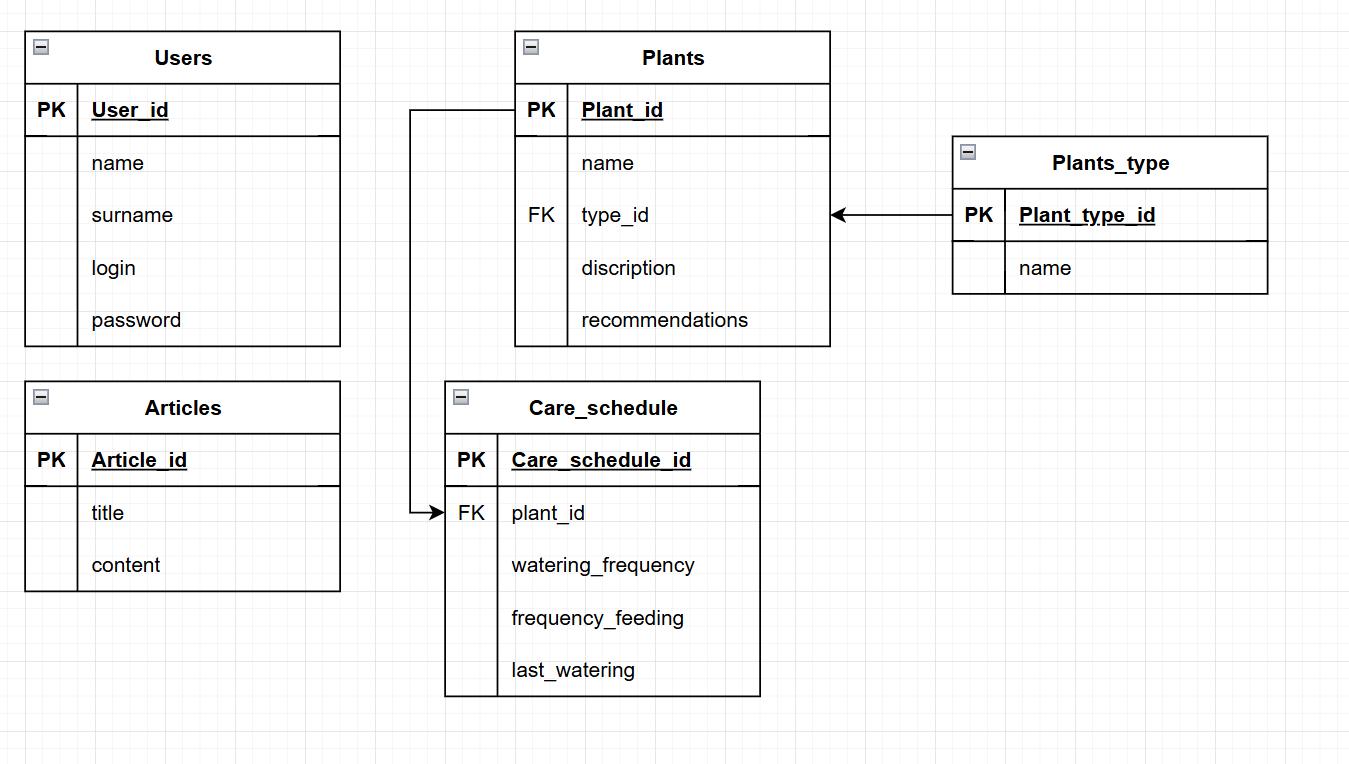 Users
PK User_id
name
surname
login
password
Plants
PK Plant_id
name
FK type_id
discription
recommendations
Plants_type
PK Plant_type_id
name
Articles
PK Article_id
title
content
Care_schedule
PK Care_schedule_id
FK plant_id
watering_frequency
frequency_feeding
last_watering